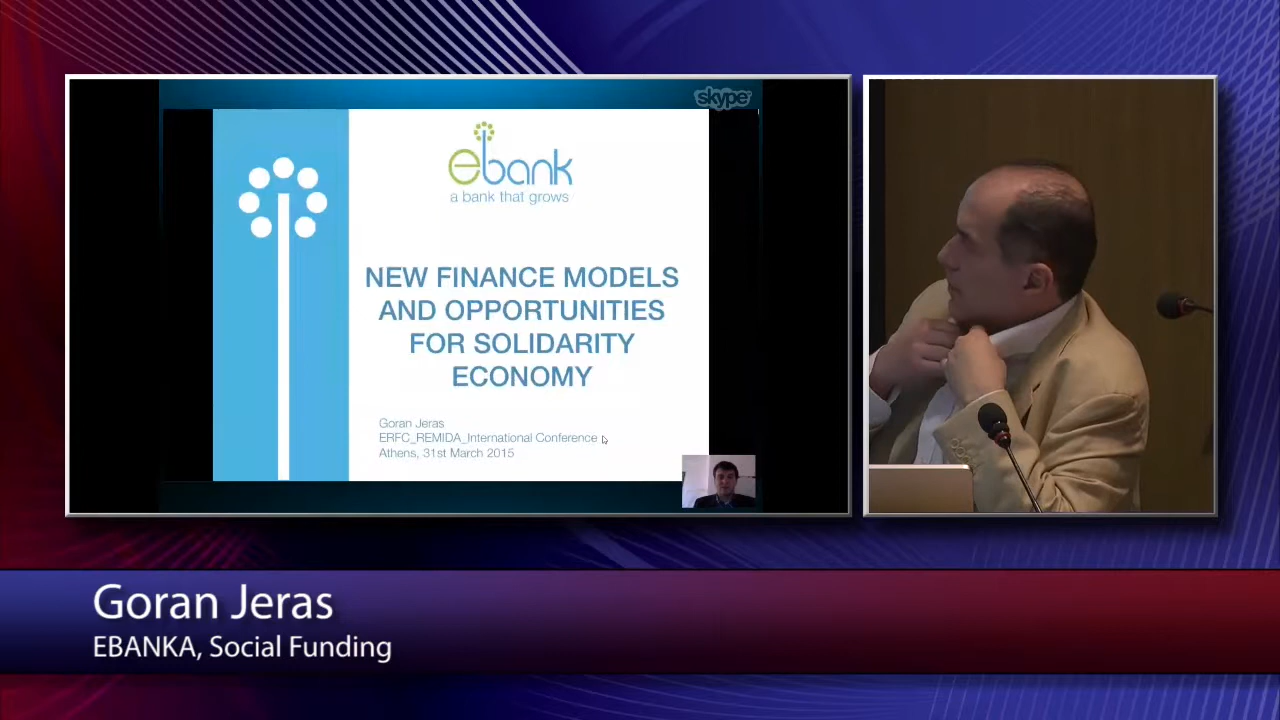 skype
ebank
a bank that grows
NEW FINANCE MODELS
AND OPPORTUNITIES
FOR SOLIDARITY
ECONOMY
Goran Jeras
ERFC_REMIDA_International Conference
Athens, 31st March 2015
Goran Jeras
EBANKA, Social Funding